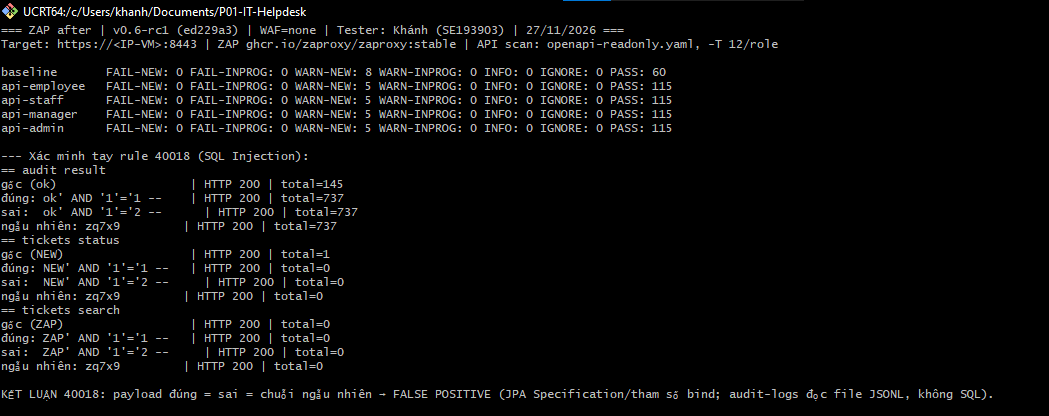 UCRT64:/c/Users/khanh/Documents/P01-IT-Helpdesk
=== ZAP after | v0.6-rc1 (ed229a3) | WAF=none | Tester: Khánh (SE193903) | 27/11/2026 ===
Target: https://<IP-VM>:8443 | ZAP ghcr.io/zaproxy/zaproxy:stable | API scan: openapi-readonly.yaml, -T 12/role
baseline FAIL-NEW: 0 FAIL-INPROG: 0 WARN-NEW: 8 WARN-INPROG: 0 INFO: 0 IGNORE: 0 PASS: 60
api-employee FAIL-NEW: 0 FAIL-INPROG: 0 WARN-NEW: 5 WARN-INPROG: 0 INFO: 0 IGNORE: 0 PASS: 115
api-staff FAIL-NEW: 0 FAIL-INPROG: 0 WARN-NEW: 5 WARN-INPROG: 0 INFO: 0 IGNORE: 0 PASS: 115
api-manager FAIL-NEW: 0 FAIL-INPROG: 0 WARN-NEW: 5 WARN-INPROG: 0 INFO: 0 IGNORE: 0 PASS: 115
api-admin FAIL-NEW: 0 FAIL-INPROG: 0 WARN-NEW: 5 WARN-INPROG: 0 INFO: 0 IGNORE: 0 PASS: 115
--- Xác minh tay rule 40018 (SQL Injection):
== audit result
gốc (ok) | HTTP 200 | total=145
đúng: ok' AND '1'='1 -- | HTTP 200 | total=737
sai: ok' AND '1'='2 -- | HTTP 200 | total=737
ngẫu nhiên: zq7x9 | HTTP 200 | total=737
== tickets status
gốc (NEW) | HTTP 200 | total=1
đúng: NEW' AND '1'='1 -- | HTTP 200 | total=0
sai: NEW' AND '1'='2 -- | HTTP 200 | total=0
ngẫu nhiên: zq7x9 | HTTP 200 | total=0
== tickets search
gốc (ZAP) | HTTP 200 | total=0
đúng: ZAP' AND '1'='1 -- | HTTP 200 | total=0
sai: ZAP' AND '1'='2 -- | HTTP 200 | total=0
ngẫu nhiên: zq7x9 | HTTP 200 | total=0
KẾT LUẬN 40018: payload đúng = sai = chuỗi ngẫu nhiên → FALSE POSITIVE (JPA Specification/tham số bind; audit-logs đọc file JSONL, không SQL).